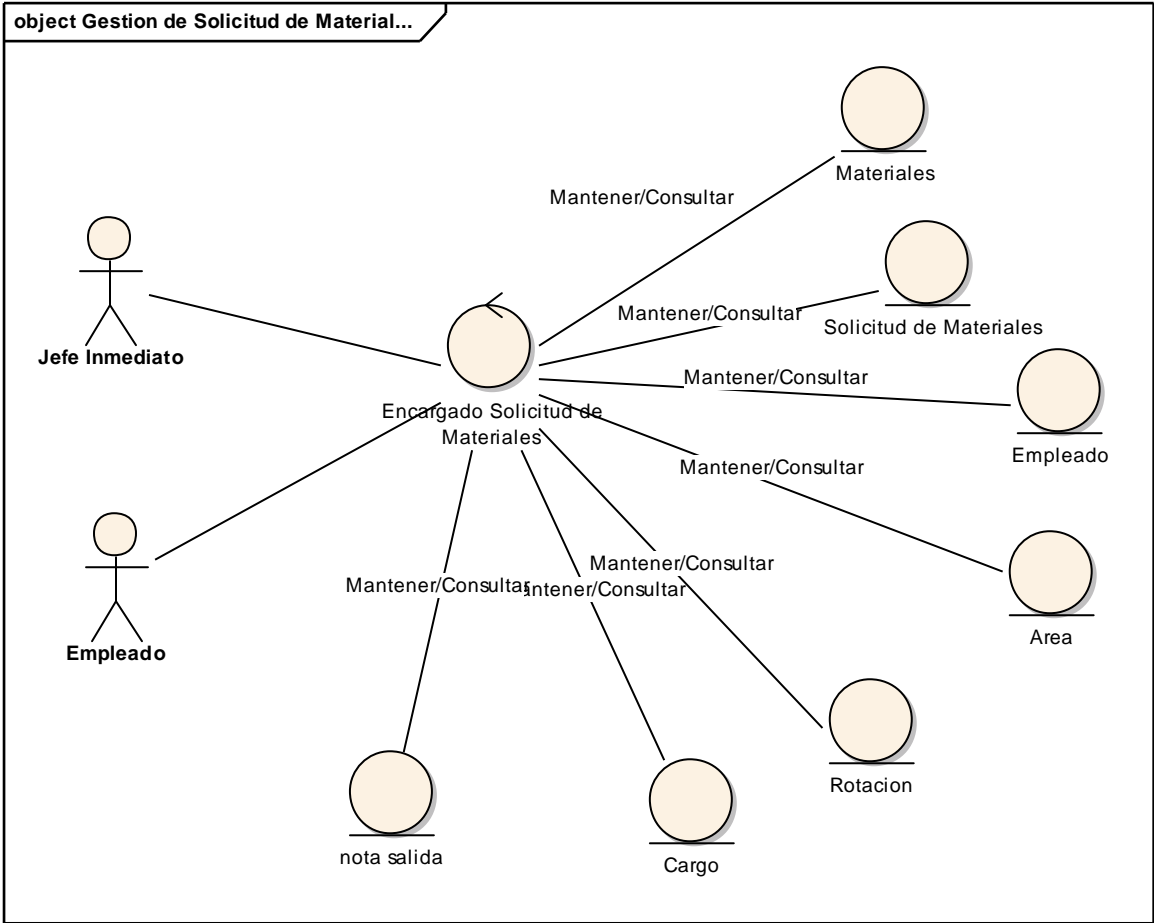 object Gestion de Solicitud de Material...
Materiales
Mantener/Consultar
Mantener/Consultar
Solicitud de Materiales
Jefe Inmediato
Mantener/Consultar
Encargado Solicitud de
Materiales
Empleado
Mantener/Consultar
Mantener/Consultar
Mantener/Consultar
ntener/Consultar
Area
Empleado
Rotacion
nota salida
Cargo